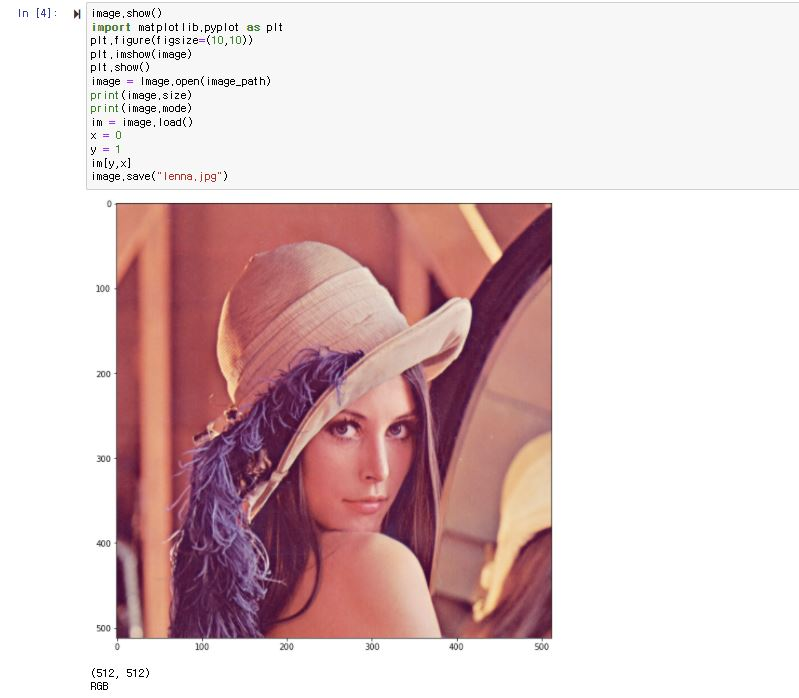 In [4]:
image.show()
import matplotlib.pyplot as plt
plt.figure(figsize=(10,10))
plt.imshow(image)
plt.show()
image = Image.open(image_path)
print(image.size)
print(image.mode)
im = image.load()
x = 0
y = 1
im[y,x]
image.save("lenna.jpg")
0
100
200
300
400
500
0 100 200 300 400 500
(512, 512)
RGB